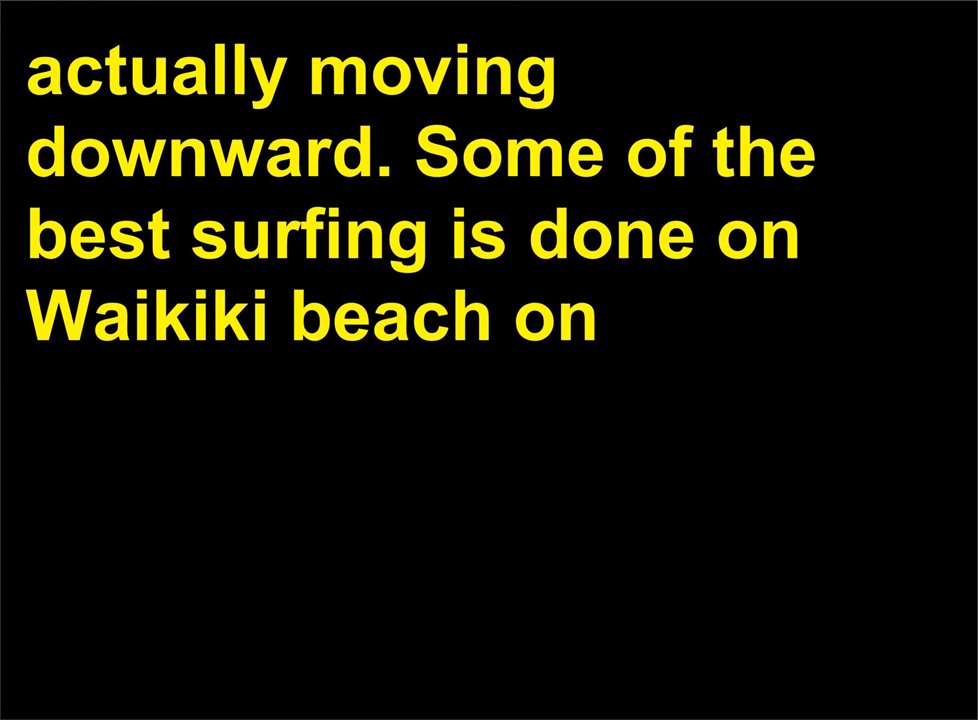 actually moving
downward. Some of the
best surfing is done on
Waikiki beach on